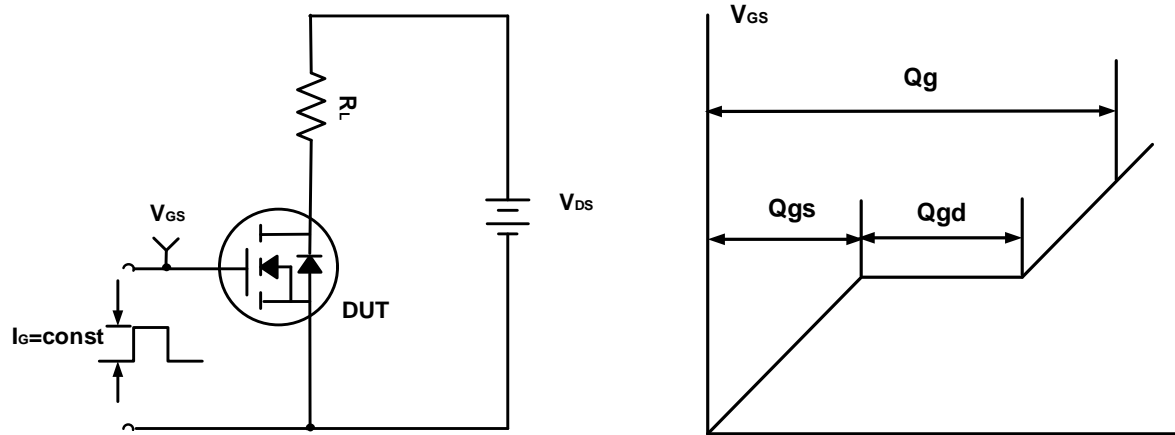 RL
VDS
VGS
DUT
IG=const
VGS
Qg
Qgs
Qgd